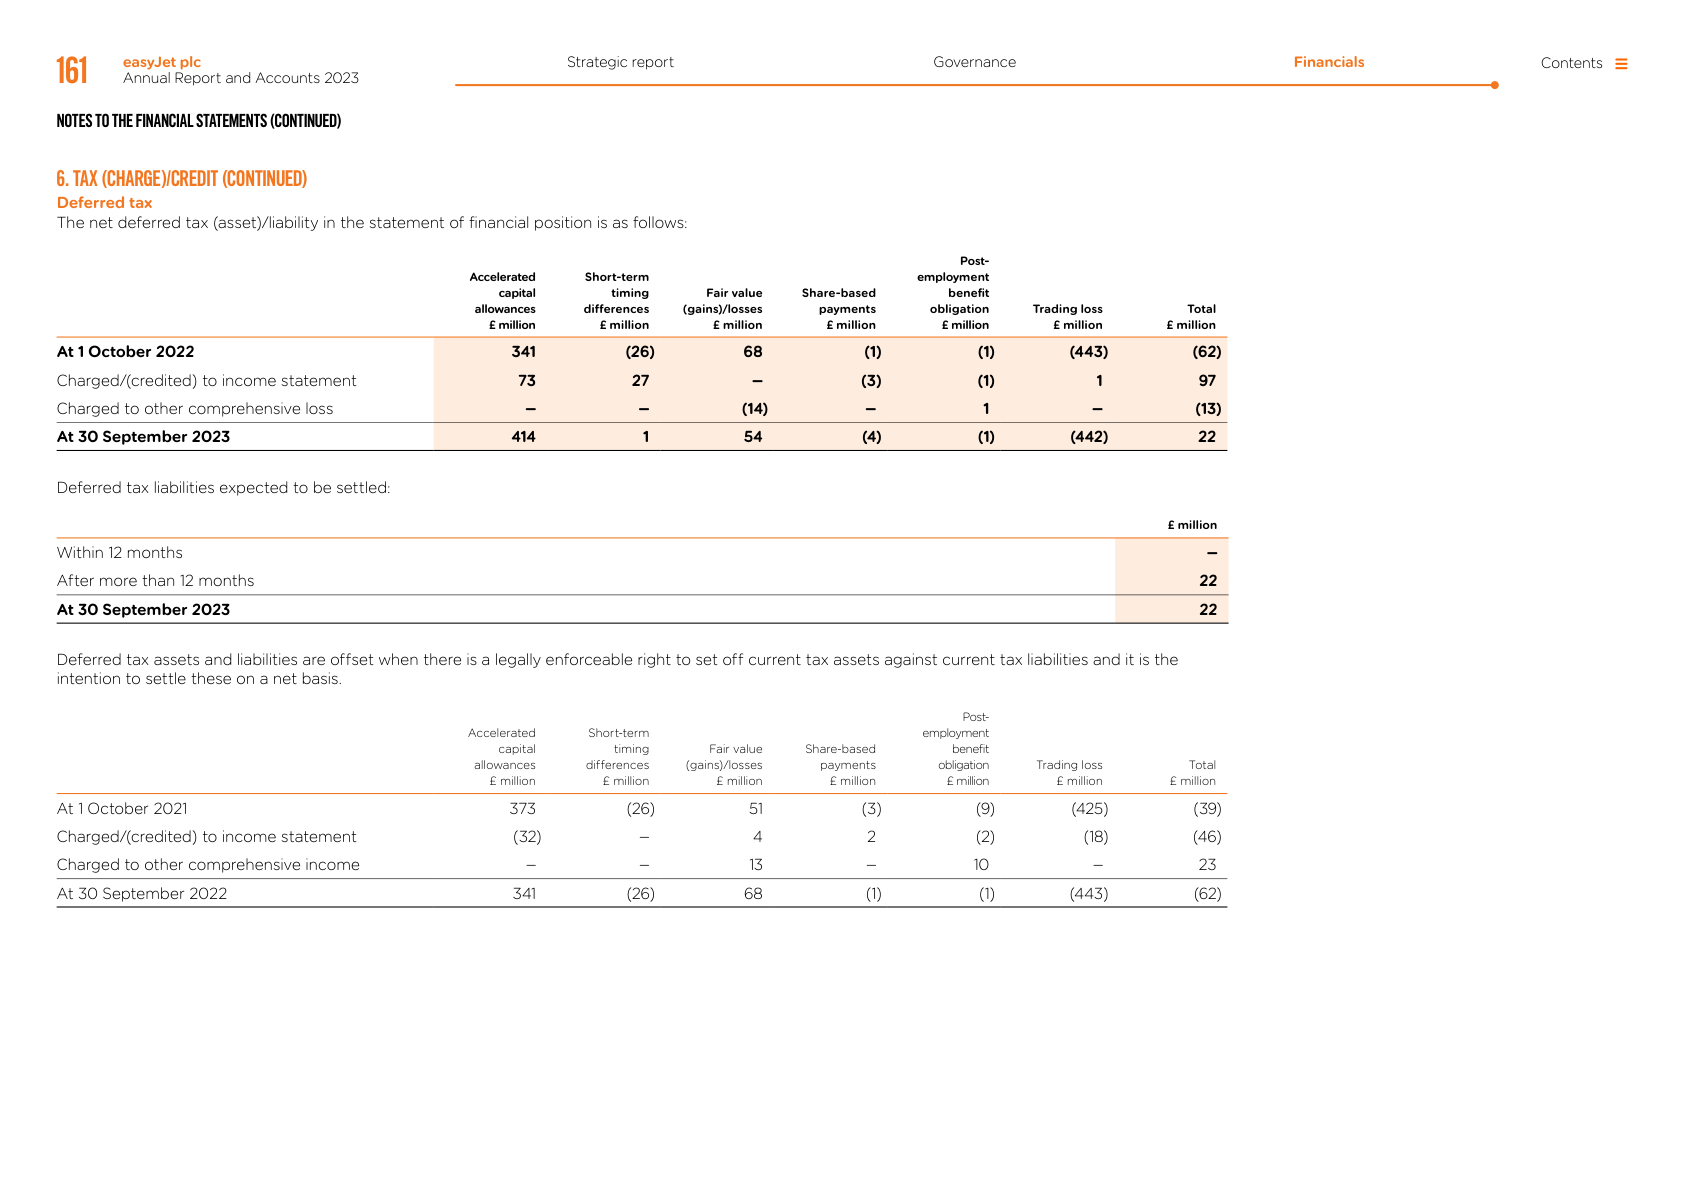 161
easyJet plc
Annual Report and Accounts 2023
Strategic report
Governance
Financials
Contents
NOTES TO THE FINANCIAL STATEMENTS (CONTINUED)
6. TAX (CHARGE)/CREDIT (CONTINUED)
Deferred tax
The net deferred tax (asset)/liability in the statement of financial position is as follows:
Accelerated capital allowances £ million Short-term timing differences £ million Fair value (gains)/losses £ million Share-based payments £ million Post-employment benefit obligation £ million Trading loss £ million Total £ million
At 1 October 2022 341 (26) 68 (1) (1) (443) (62)
Charged/(credited) to income statement 73 27 – (3) (1) 1 97
Charged to other comprehensive loss – – (14) – 1 – (13)
At 30 September 2023 414 1 54 (4) (1) (442) 22
Deferred tax liabilities expected to be settled:
£ million
Within 12 months –
After more than 12 months 22
At 30 September 2023 22
Deferred tax assets and liabilities are offset when there is a legally enforceable right to set off current tax assets against current tax liabilities and it is the
intention to settle these on a net basis.
Accelerated capital allowances £ million Short-term timing differences £ million Fair value (gains)/losses £ million Share-based payments £ million Post-employment benefit obligation £ million Trading loss £ million Total £ million
At 1 October 2021 373 (26) 51 (3) (9) (425) (39)
Charged/(credited) to income statement (32) – 4 2 (2) (18) (46)
Charged to other comprehensive income – – 13 – 10 – 23
At 30 September 2022 341 (26) 68 (1) (1) (443) (62)